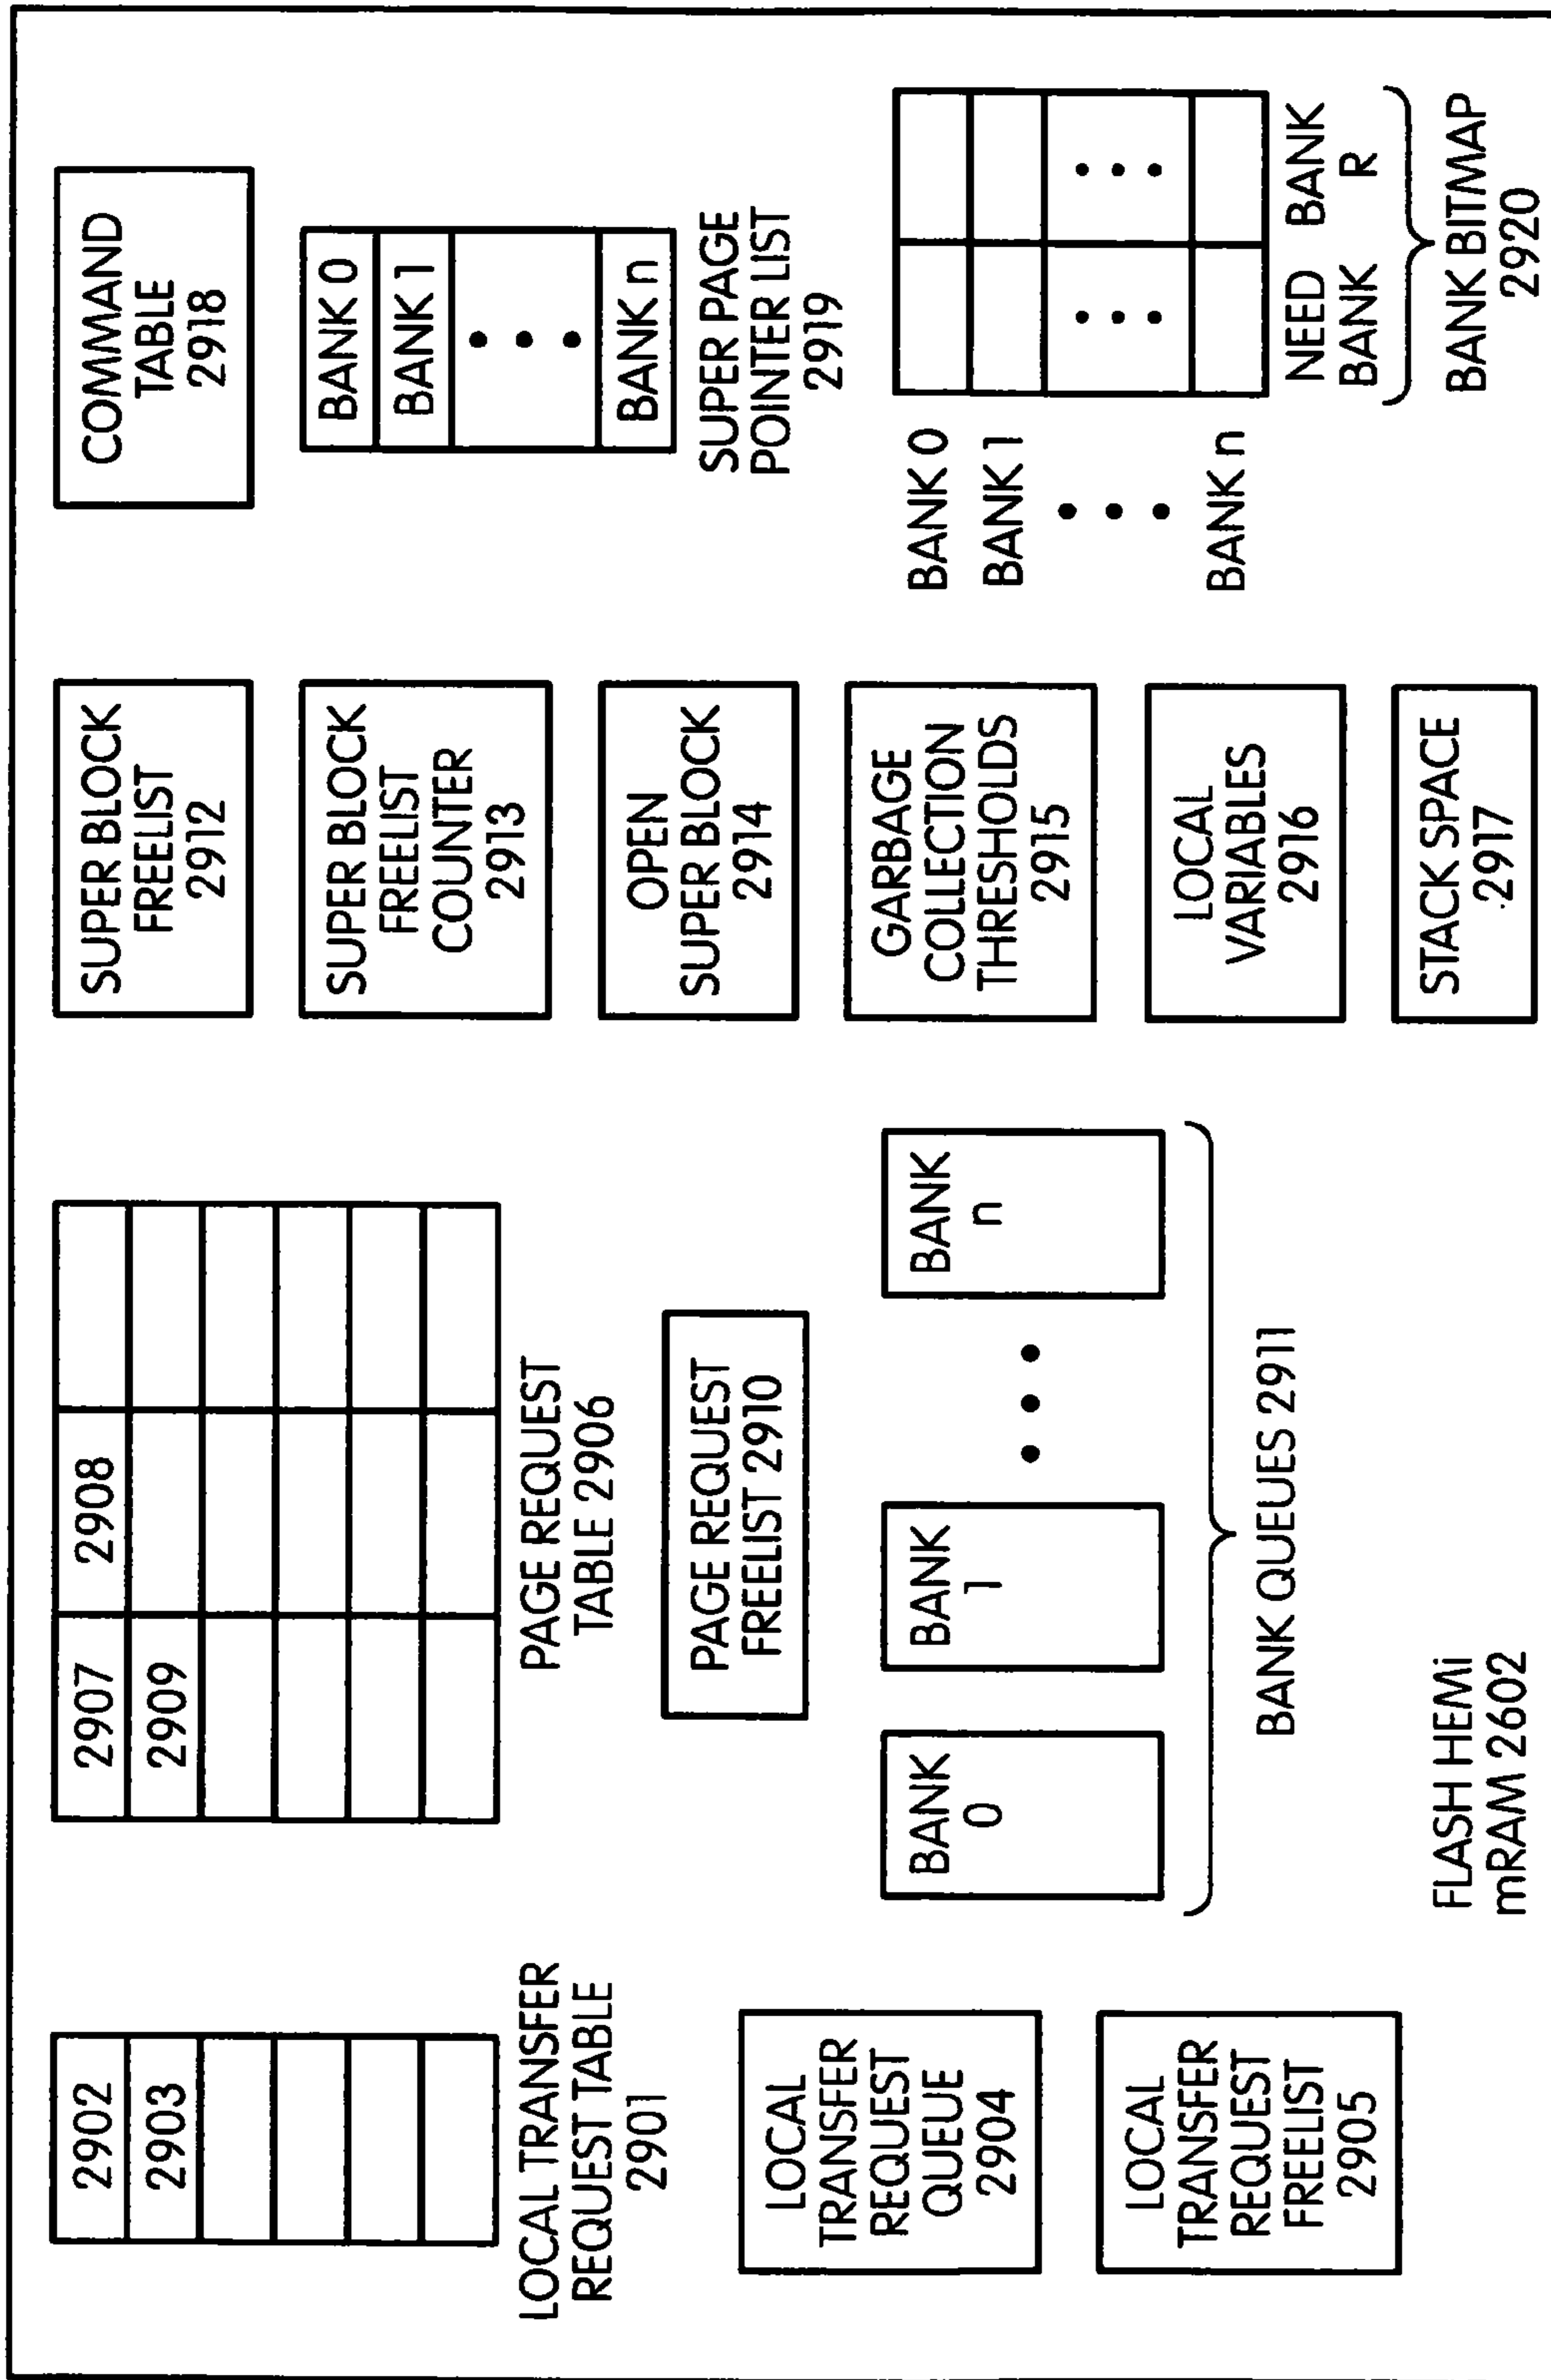 2902
2903
LOCAL TRANSFER
REQUEST TABLE
2901
LOCAL
TRANSFER
REQUEST
QUEUE
2904
LOCAL
TRANSFER
REQUEST
FREELIST
2905
2907 2908
2909
PAGE REQUEST
TABLE 2906
PAGE REQUEST
FREELIST 2910
BANK
0
BANK
1
BANK
n
BANK QUEUES 2911
FLASH HEMi
mRAM 2602
SUPER BLOCK
FREELIST
2912
SUPER BLOCK
FREELIST
COUNTER
2913
OPEN
SUPER BLOCK
2914
GARBAGE
COLLECTION
THRESHOLDS
2915
LOCAL
VARIABLES
2916
STACK SPACE
2917
COMMAND
TABLE
2918
BANK 0
BANK 1
BANK n
SUPER PAGE
POINTER LIST
2919
BANK 0
BANK 1
BANK n
NEED
BANK
BANK
R
BANK BITMAP
2920